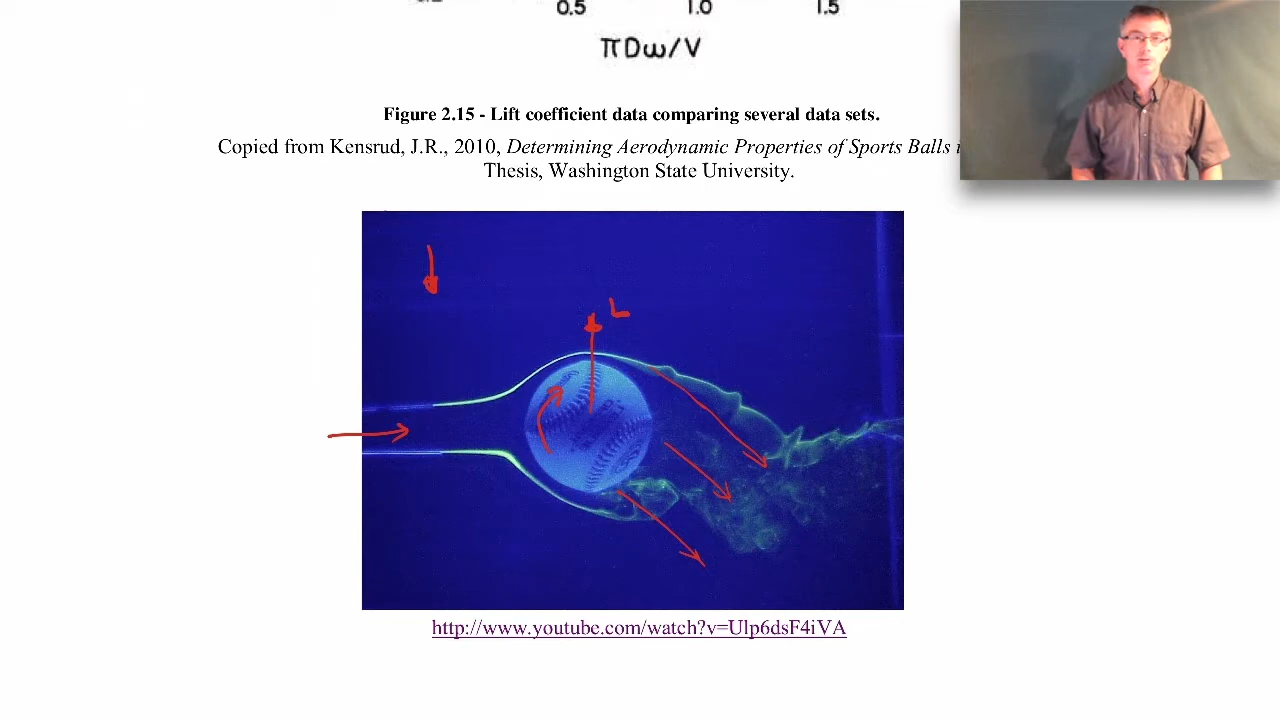 0.5 1.0 1.5
πDω/V
Figure 2.15 - Lift coefficient data comparing several data sets.
Copied from Kensrud, J.R., 2010, Determining Aerodynamic Properties of Sports Balls
Thesis, Washington State University.
L
http://www.youtube.com/watch?v=Ulp6dsF4iVA